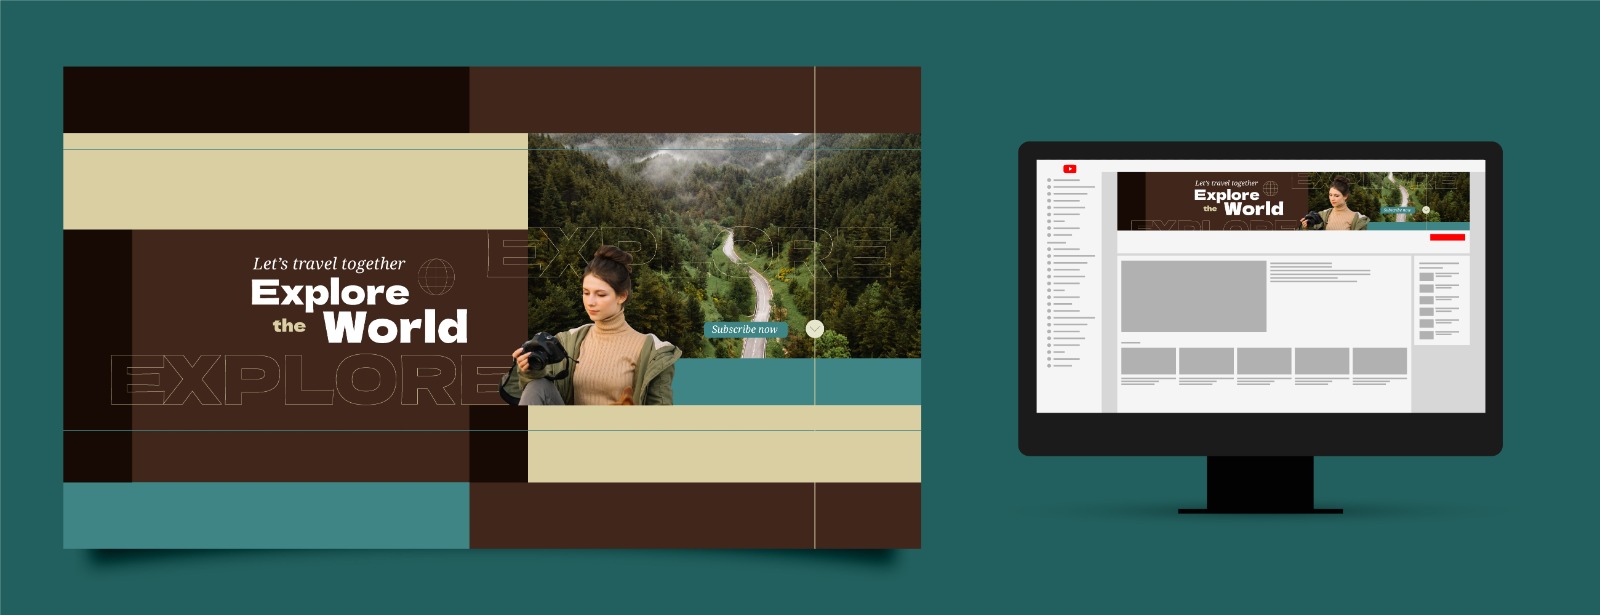 Let's travel together
Explore
the World
EXPLORE
EXPLORE
Subscribe now
Let's travel together
Explore
the World
EXPLORE
EXPLORE
Subscribe now